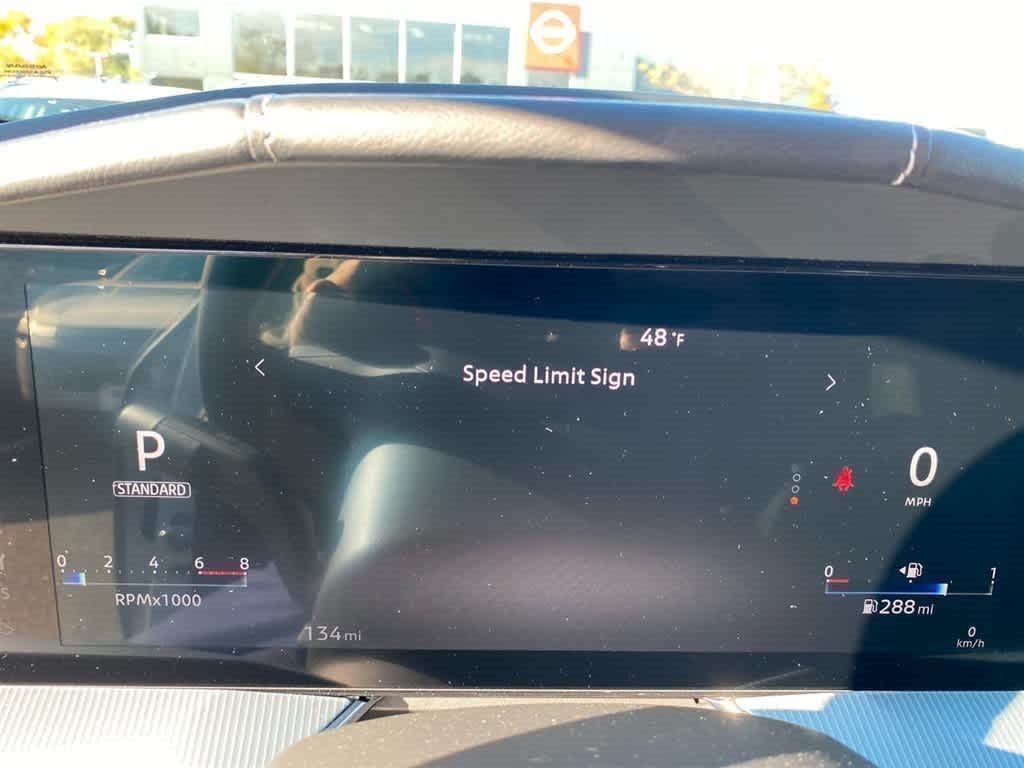 48 °F
< Speed Limit Sign >
P
STANDARD
0
MPH
0 2 4 6 8
RPMx1000
0 1
288 mi
134 mi
0
km/h